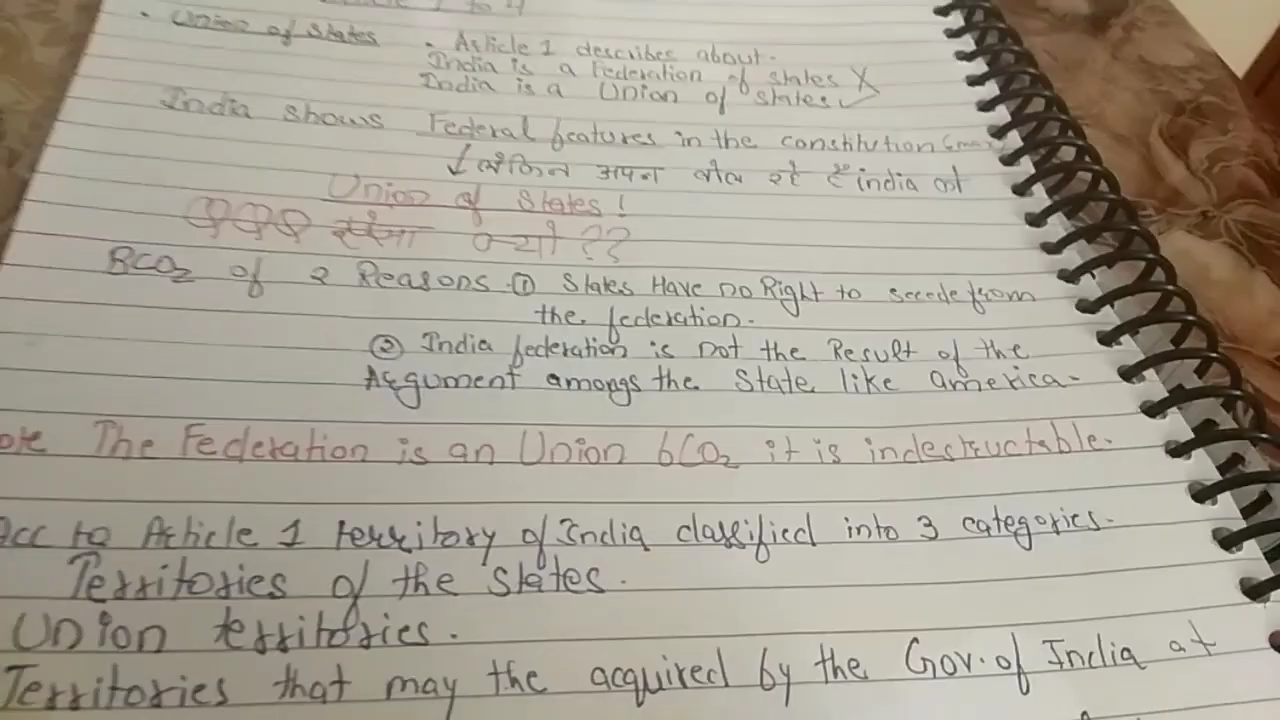 to 4
• Union of States • Article 1 describes about.
India is a Federation of states X
India is a Union of states ✓
India shows Federal features in the constitution
↓ लेकिन अपन बोल रहे है india को
Union of States!
ऐसा क्यो ??
BCO2 of 2 Reasons ① States Have no Right to secede from
the federation.
② India federation is not the Result of the
Argument amongs the State like america-
The Federation is an Union bCO2 it is indestructable.
Acc to Article 1 territory of India classified into 3 categories-
Territories of the states.
Union territories.
Territories that may the acquired by the Gov. of India at